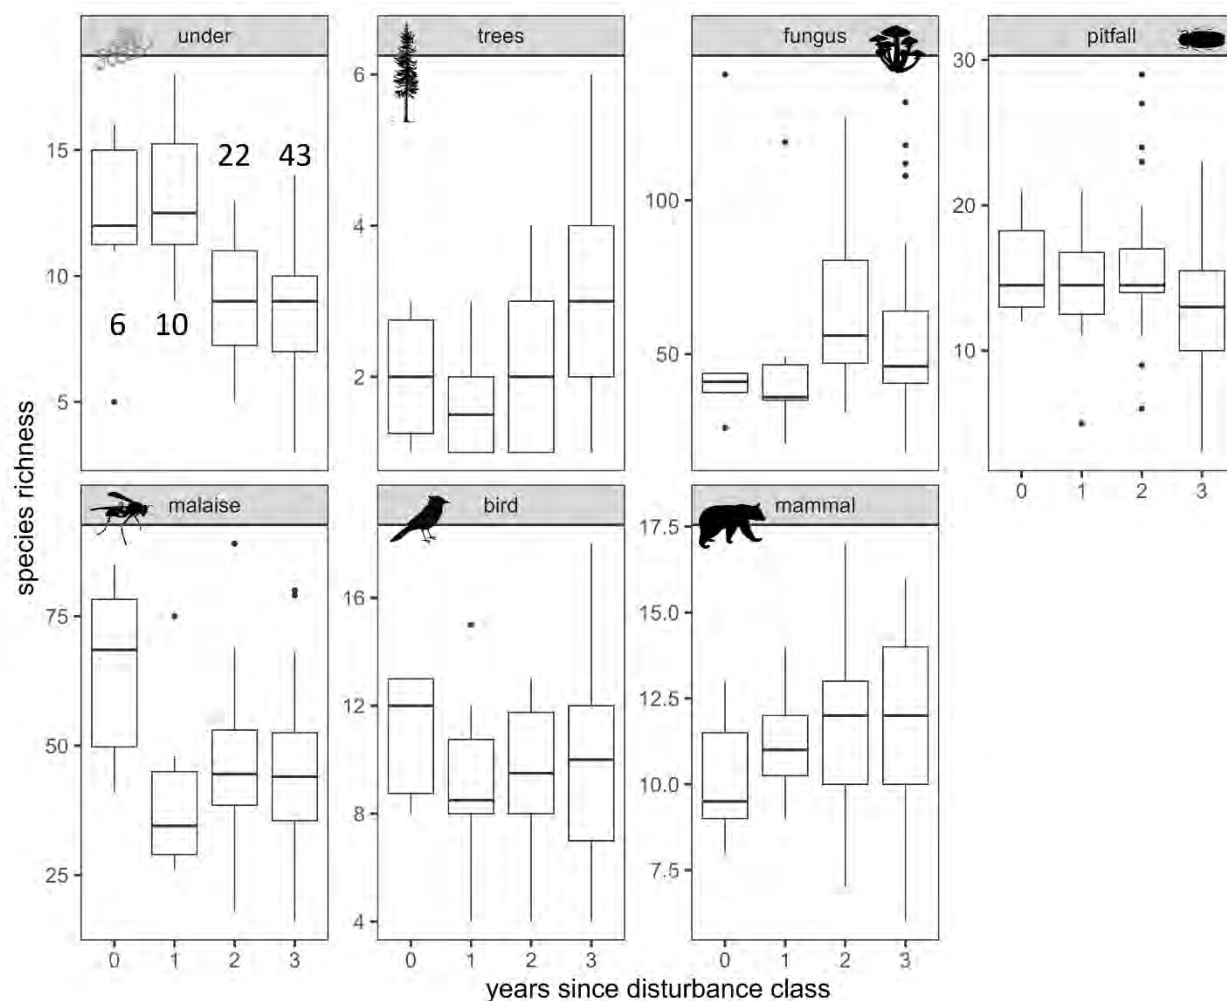 under
trees
fungus
pitfall
15
10
5
6
10
22
43
6
4
2
100
50
30
20
10
0 1 2 3
species richness
malaise
bird
mammal
75
50
25
16
12
8
4
17.5
15.0
12.5
10.0
7.5
0 1 2 3
0 1 2 3
0 1 2 3
years since disturbance class